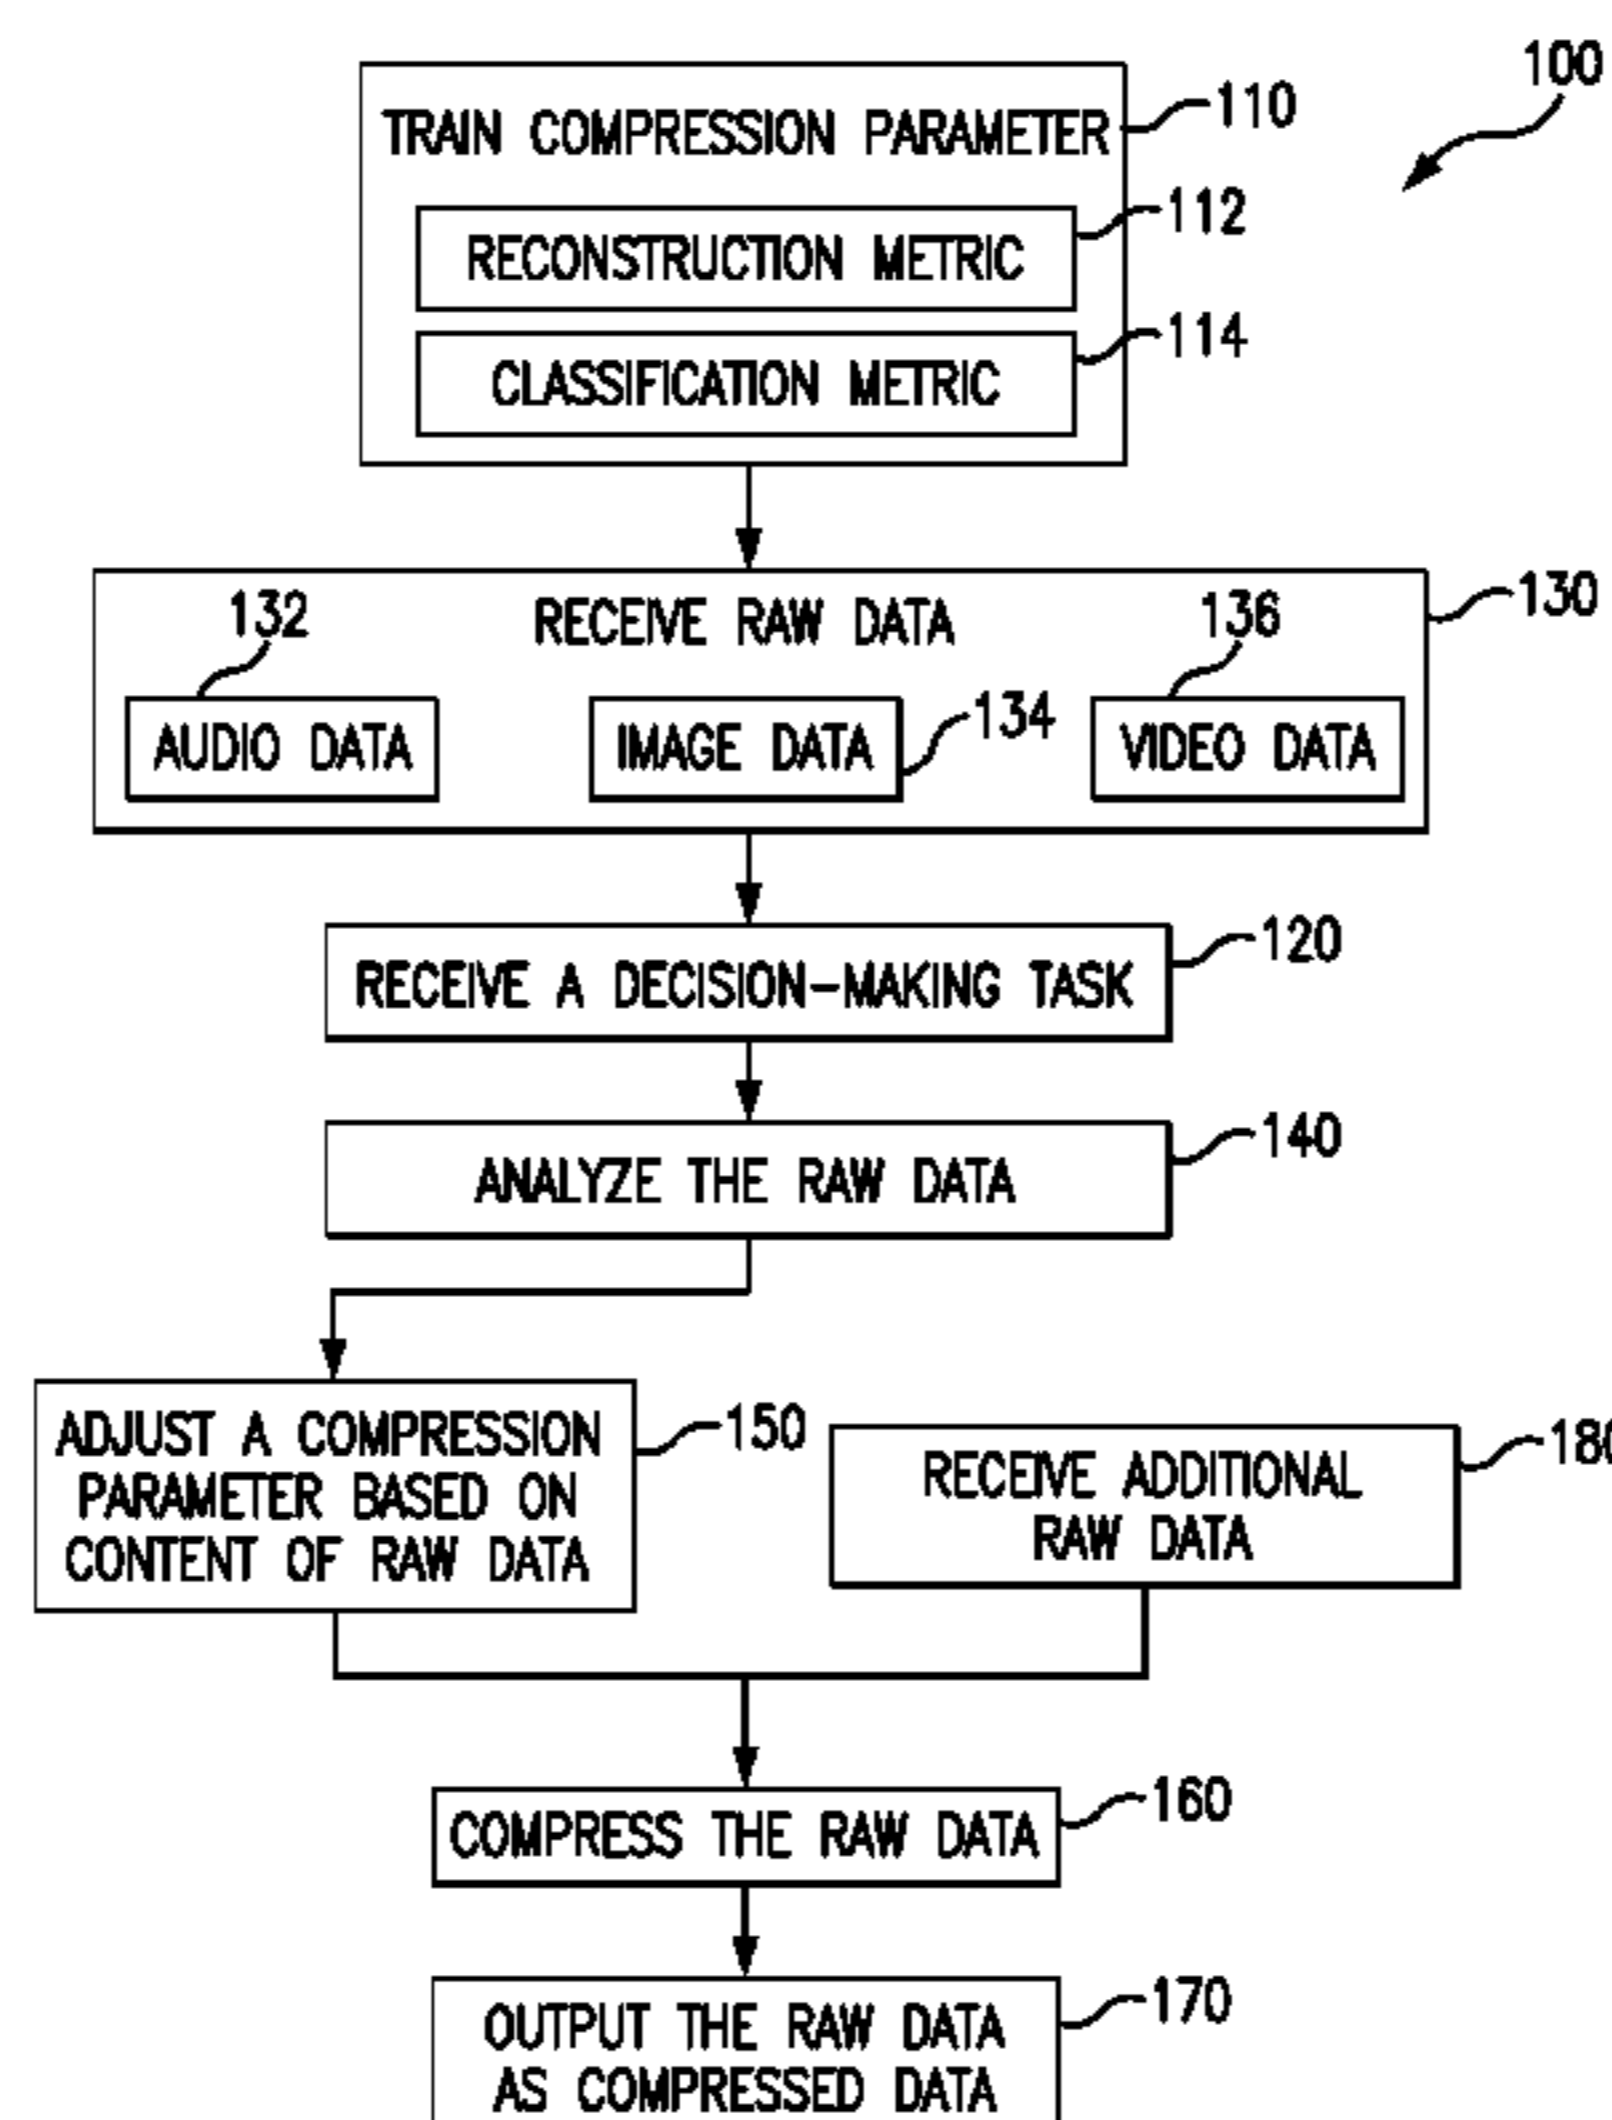 100
TRAIN COMPRESSION PARAMETER
110
RECONSTRUCTION METRIC
112
CLASSIFICATION METRIC
114
RECEIVE RAW DATA
130
132
AUDIO DATA
IMAGE DATA
134
136
VIDEO DATA
RECEIVE A DECISION-MAKING TASK
120
ANALYZE THE RAW DATA
140
ADJUST A COMPRESSION
PARAMETER BASED ON
CONTENT OF RAW DATA
150
RECEIVE ADDITIONAL
RAW DATA
180
COMPRESS THE RAW DATA
160
OUTPUT THE RAW DATA
AS COMPRESSED DATA
170